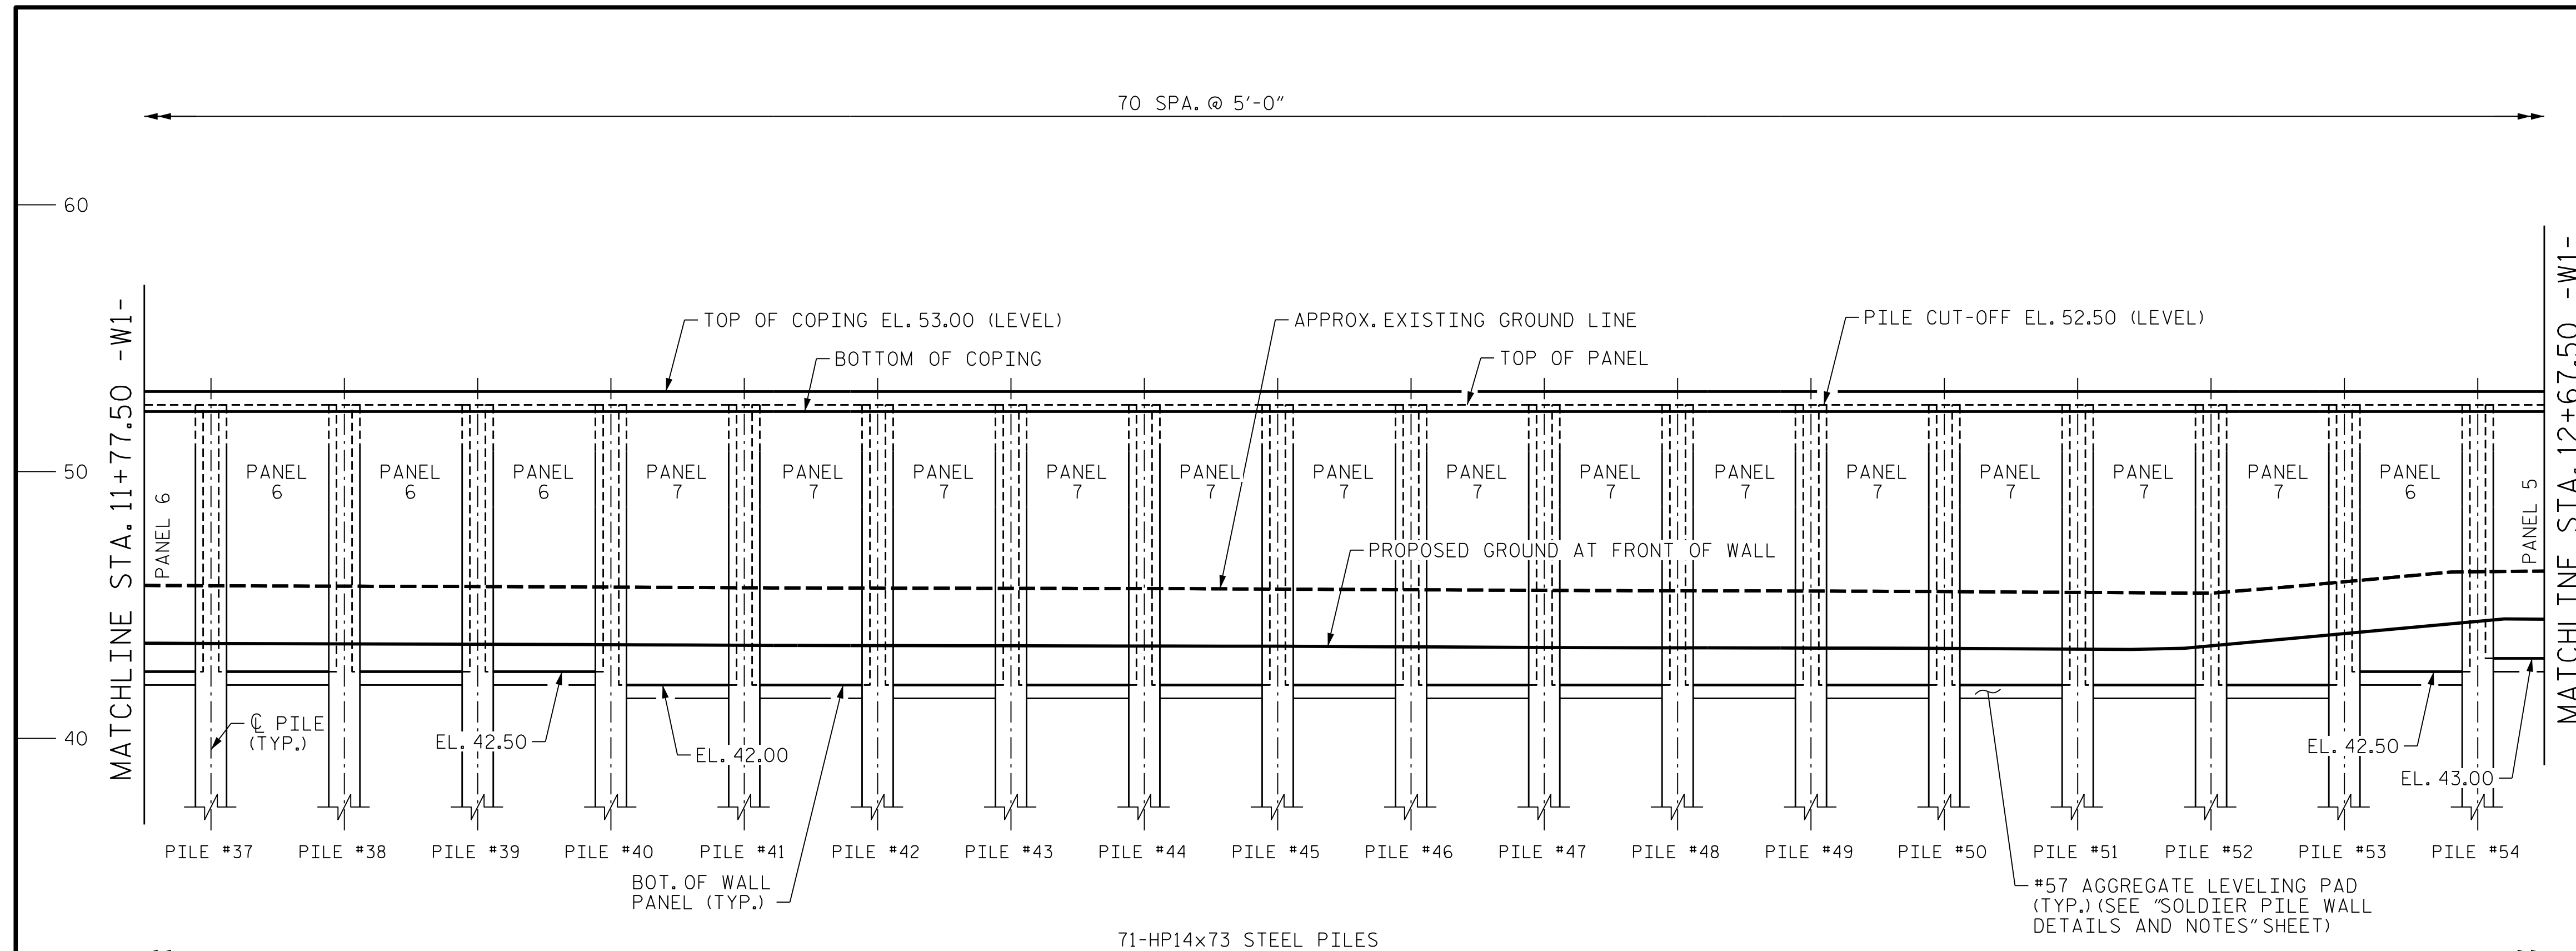 70 SPA. @ 5'-0"
60
50
40
MATCHLINE STA. 11+77.50 -W1-
MATCHLINE STA. 12+67.50 -W1-
TOP OF COPING EL. 53.00 (LEVEL)
BOTTOM OF COPING
APPROX. EXISTING GROUND LINE
TOP OF PANEL
PILE CUT-OFF EL. 52.50 (LEVEL)
PANEL 6
PANEL
6
PANEL
6
PANEL
6
PANEL
7
PANEL
7
PANEL
7
PANEL
7
PANEL
7
PANEL
7
PANEL
7
PANEL
7
PANEL
7
PANEL
7
PANEL
7
PANEL
7
PANEL
7
PANEL
6
PANEL 5
PROPOSED GROUND AT FRONT OF WALL
℄ PILE
(TYP.)
EL. 42.50
EL. 42.00
EL. 42.50
EL. 43.00
PILE #37
PILE #38
PILE #39
PILE #40
PILE #41
PILE #42
PILE #43
PILE #44
PILE #45
PILE #46
PILE #47
PILE #48
PILE #49
PILE #50
PILE #51
PILE #52
PILE #53
PILE #54
BOT. OF WALL
PANEL (TYP.)
#57 AGGREGATE LEVELING PAD
(TYP.) (SEE "SOLDIER PILE WALL
DETAILS AND NOTES" SHEET)
71-HP14x73 STEEL PILES